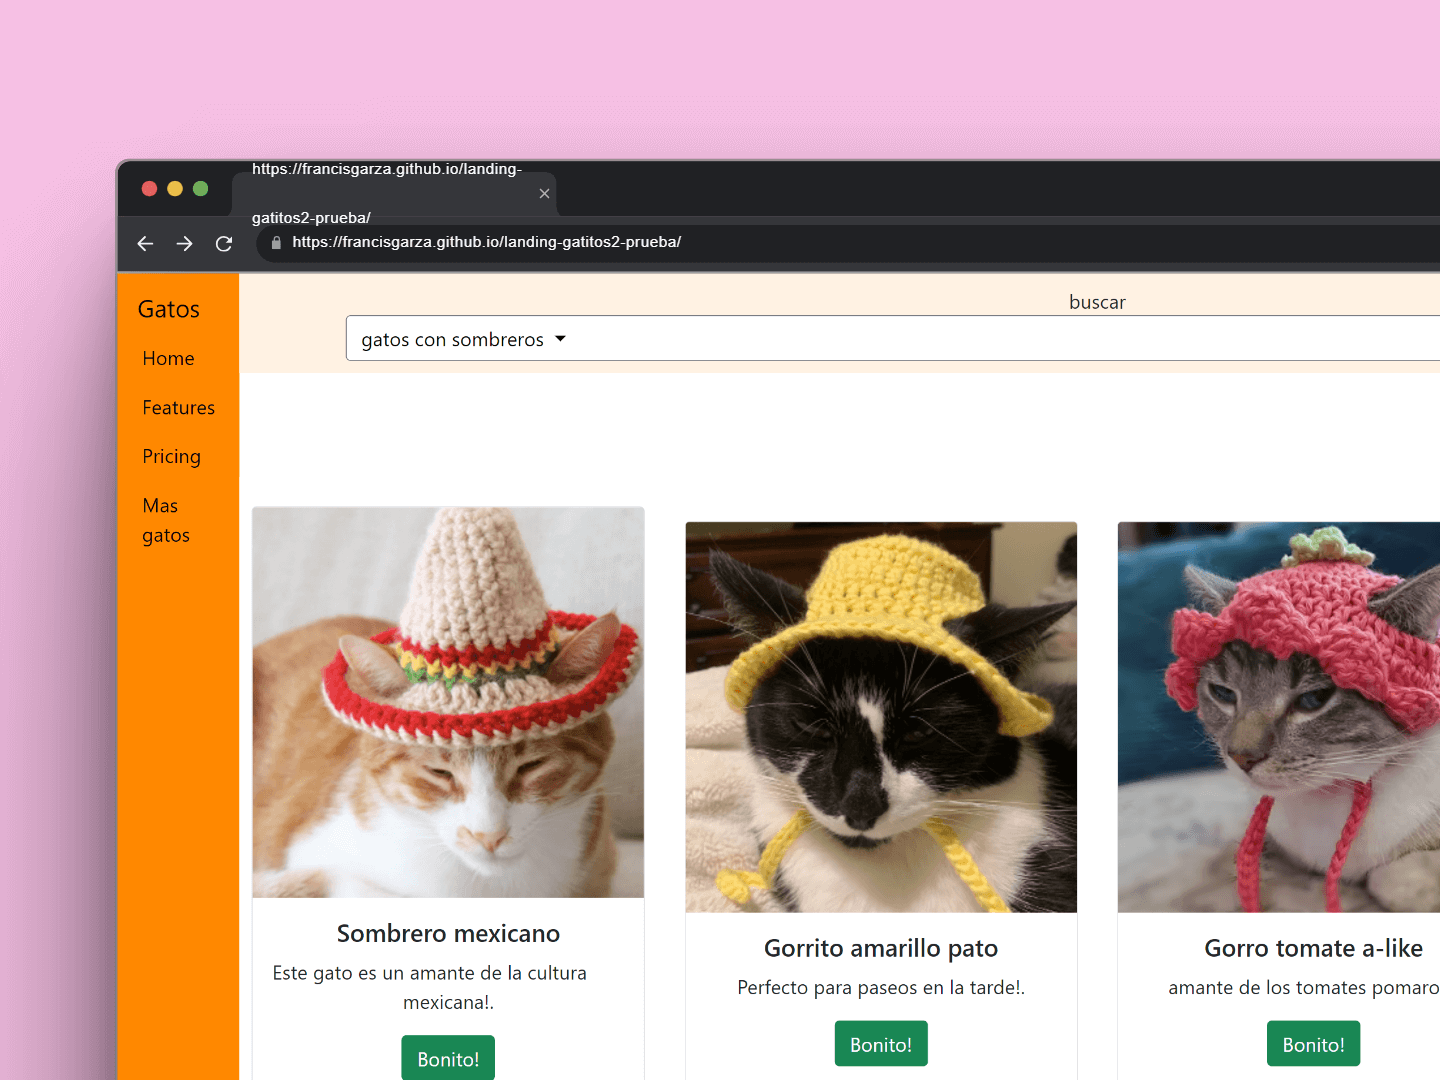 https://francisgarza.github.io/landing-
gatitos2-prueba/
https://francisgarza.github.io/landing-gatitos2-prueba/
Gatos
Home
Features
Pricing
Mas
gatos
buscar
gatos con sombreros
Sombrero mexicano
Este gato es un amante de la cultura
mexicana!.
Bonito!
Gorrito amarillo pato
Perfecto para paseos en la tarde!.
Bonito!
Gorro tomate a-like
amante de los tomates pomaro
Bonito!